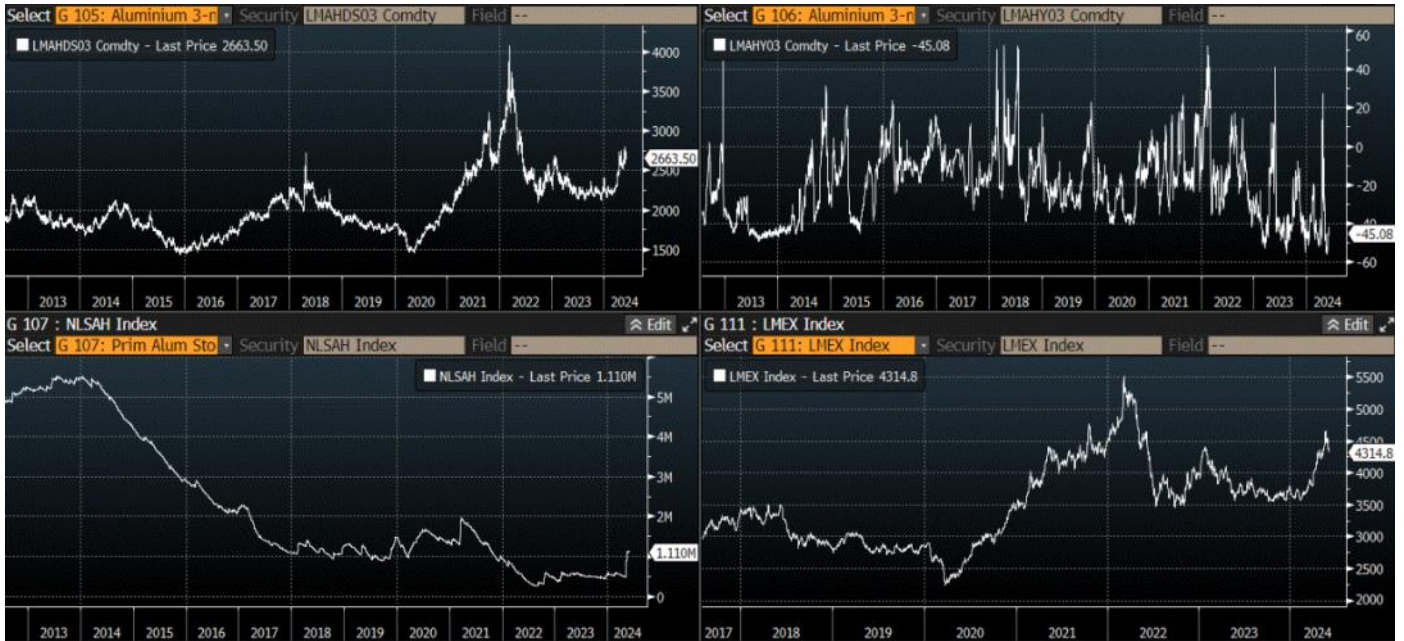 Select G 105: Aluminum 3-n Security LMAHDS03 Comdty Field --
LMAHDS03 Comdty - Last Price 2663.50
4000
3500
3000
2663.50
2500
2000
1500
2013 2014 2015 2016 2017 2018 2019 2020 2021 2022 2023 2024
Select G 106: Aluminium 3-n Security LMAHY03 Comdty Field --
LMAHY03 Comdty - Last Price -45.08
60
40
20
0
-20
-40
-45.08
-60
2013 2014 2015 2016 2017 2018 2019 2020 2021 2022 2023 2024
G 107 : NLSAH Index Edit
Select G 107: Prim Alum Sto Security NLSAH Index Field --
NLSAH Index - Last Price 1.110M
5M
4M
3M
2M
1.110M
0
2013 2014 2015 2016 2017 2018 2019 2020 2021 2022 2023 2024
G 111 : LMEX Index Edit
Select G 111: LMEX Index Security LMEX Index Field --
LMEX Index - Last Price 4314.8
5500
5000
4500
4314.8
4000
3500
3000
2500
2000
2017 2018 2019 2020 2021 2022 2023 2024